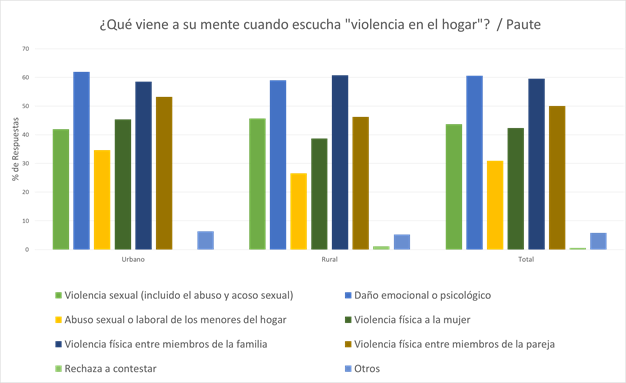 ¿Qué viene a su mente cuando escucha "violencia en el hogar"? / Paute
% de Respuestas
70
60
50
40
30
20
10
0
Urbano Rural Total
Violencia sexual (incluido el abuso y acoso sexual) Daño emocional o psicológico
Abuso sexual o laboral de los menores del hogar Violencia física a la mujer
Violencia física entre miembros de la familia Violencia física entre miembros de la pareja
Rechaza a contestar Otros